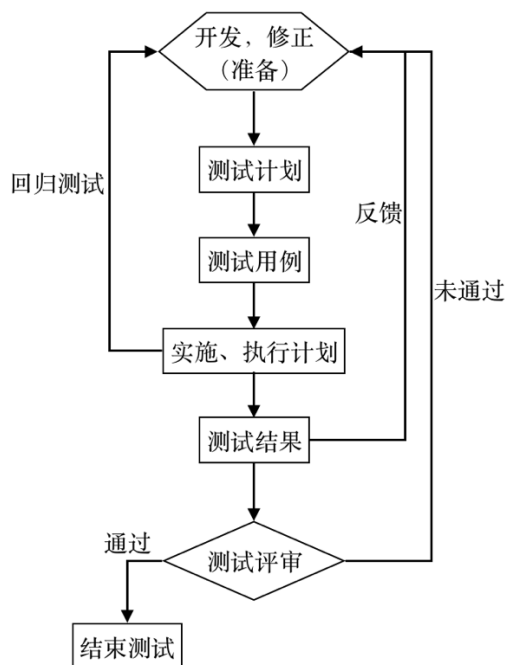 开发，修正
（准备）
测试计划
回归测试
反馈
测试用例
未通过
实施、执行计划
测试结果
通过
测试评审
结束测试